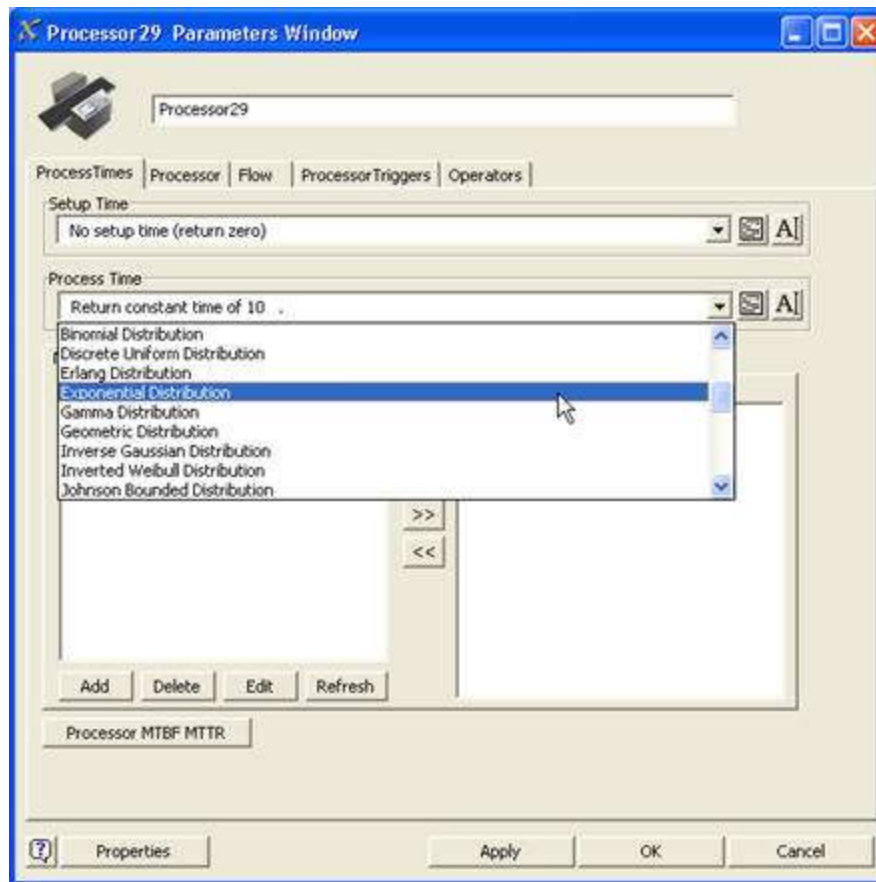 Processor29 Parameters Window
Processor29
ProcessTimes Processor Flow ProcessorTriggers Operators
Setup Time
No setup time (return zero)
A
Process Time
Return constant time of 10 .
A
Binomial Distribution
Discrete Uniform Distribution
Erlang Distribution
Exponential Distribution
Gamma Distribution
Geometric Distribution
Inverse Gaussian Distribution
Inverted Weibull Distribution
Johnson Bounded Distribution
>>
<<
Add Delete Edit Refresh
Processor MTBF MTTR
? Properties Apply OK Cancel